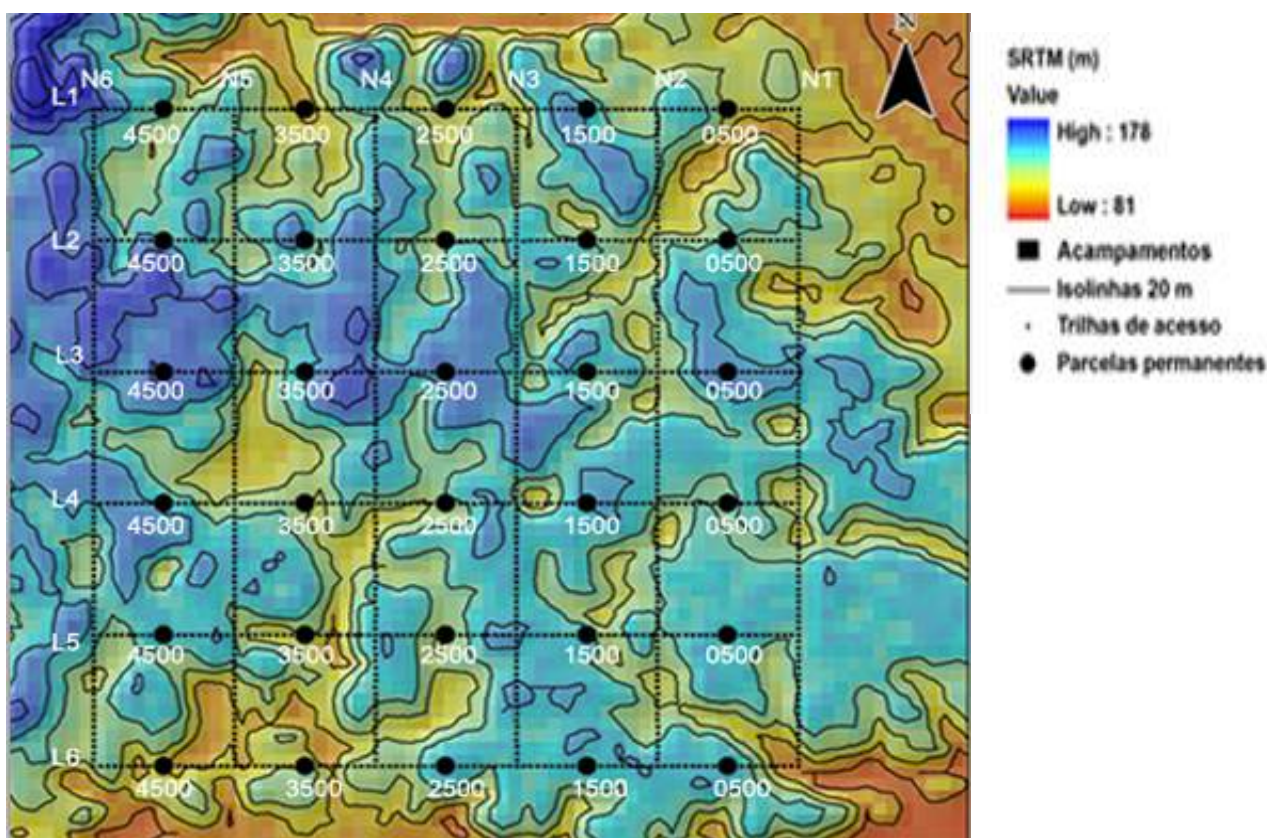 N
N6 N5 N4 N3 N2 N1
L1
4500 3500 2500 1500 0500
L2
4500 3500 2500 1500 0500
L3
4500 3500 2500 1500 0500
L4
4500 3500 2500 1500 0500
L5
4500 3500 2500 1500 0500
L6
4500 3500 2500 1500 0500
SRTM (m)
Value
High : 178
Low : 81
Acampamentos
Isolinhas 20 m
Trilhas de acesso
Parcelas permanentes